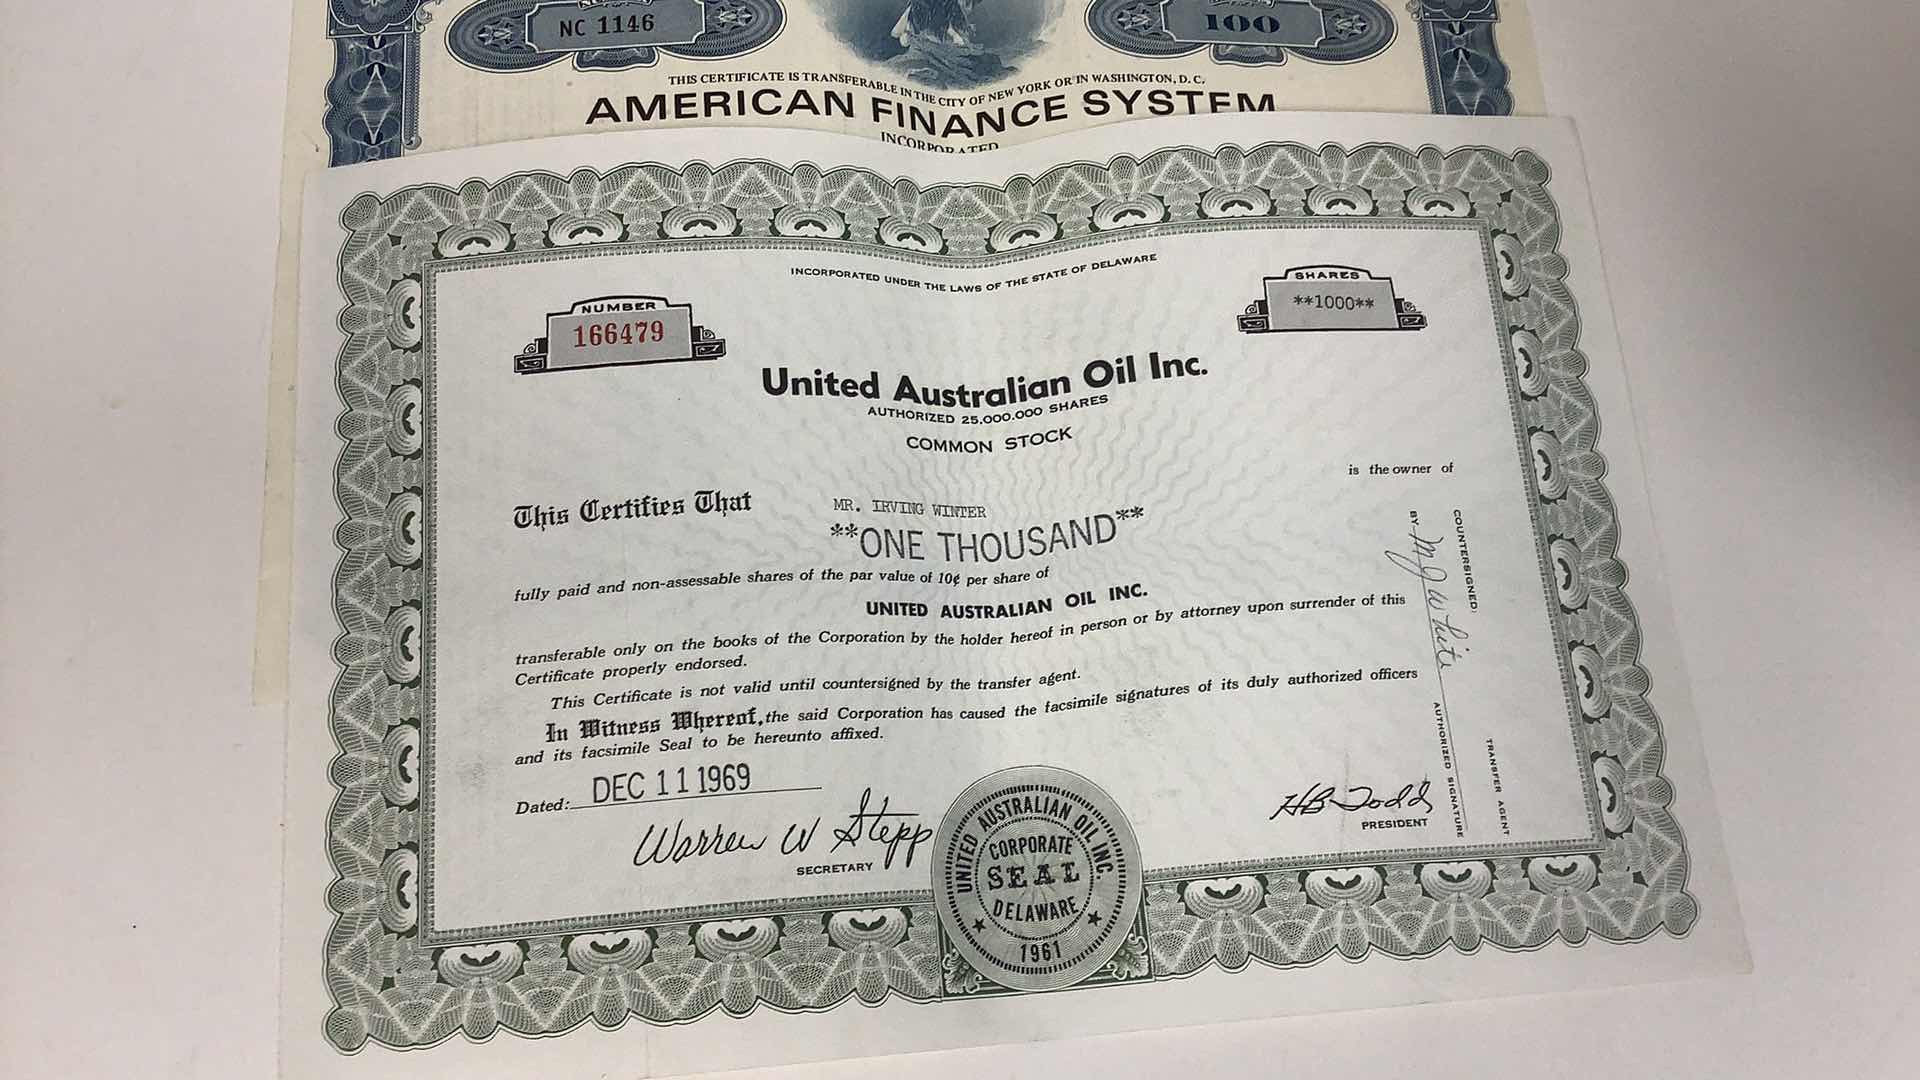 NC 1146
100
THIS CERTIFICATE IS TRANSFERABLE IN THE CITY OF NEW YORK OR IN WASHINGTON, D. C.
AMERICAN FINANCE SYSTEM
INCORPORATED
INCORPORATED UNDER THE LAWS OF THE STATE OF DELAWARE
NUMBER
166479
SHARES
**1000**
United Australian Oil Inc.
AUTHORIZED 25,000,000 SHARES
COMMON STOCK
This Certifies That MR. IRVING WINTER is the owner of
**ONE THOUSAND**
fully paid and non-assessable shares of the par value of 10¢ per share of
UNITED AUSTRALIAN OIL INC.
transferable only on the books of the Corporation by the holder hereof in person or by attorney upon surrender of this
Certificate properly endorsed.
This Certificate is not valid until countersigned by the transfer agent.
In Witness Whereof, the said Corporation has caused the facsimile signatures of its duly authorized officers
and its facsimile Seal to be hereunto affixed.
Dated: DEC 11 1969
Warren W Stepp
SECRETARY
UNITED AUSTRALIAN OIL INC.
CORPORATE
SEAL
DELAWARE
1961
HB Todd
PRESIDENT
COUNTERSIGNED:
TRANSFER AGENT
BY M J White
AUTHORIZED SIGNATURE